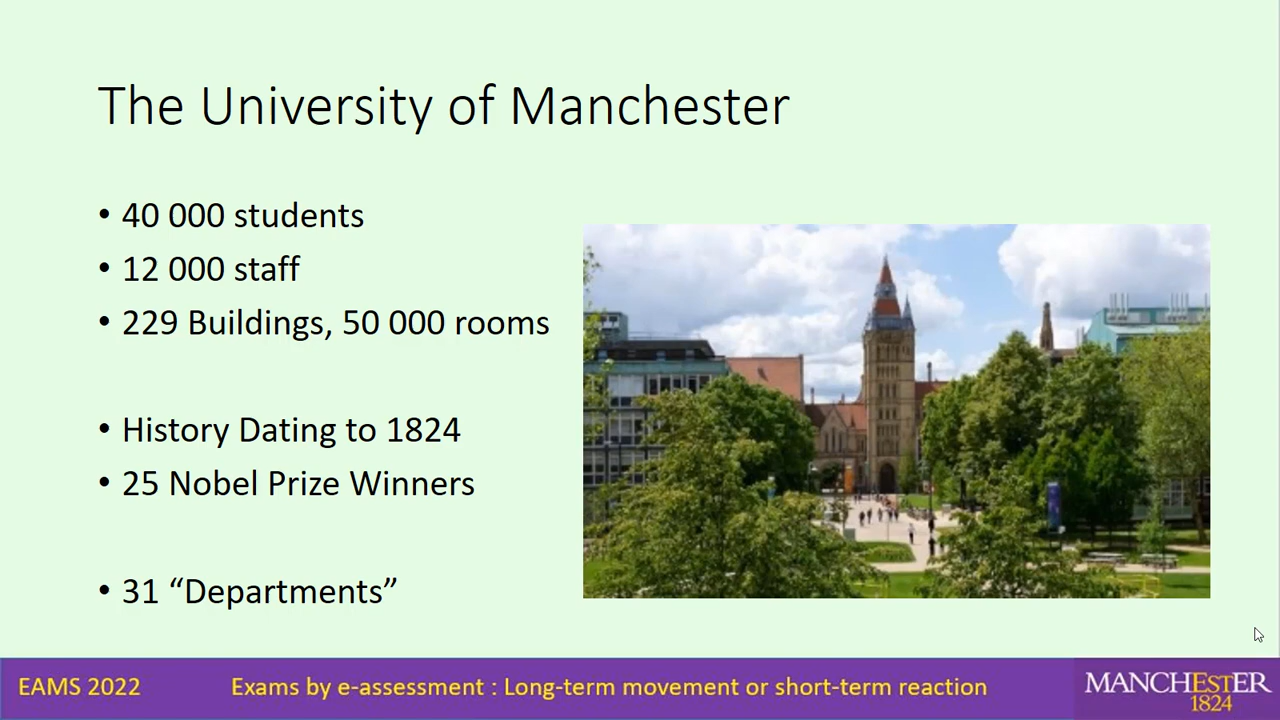 The University of Manchester
• 40 000 students
• 12 000 staff
• 229 Buildings, 50 000 rooms
• History Dating to 1824
• 25 Nobel Prize Winners
• 31 “Departments”
EAMS 2022
Exams by e-assessment : Long-term movement or short-term reaction
MANCHESTER
1824